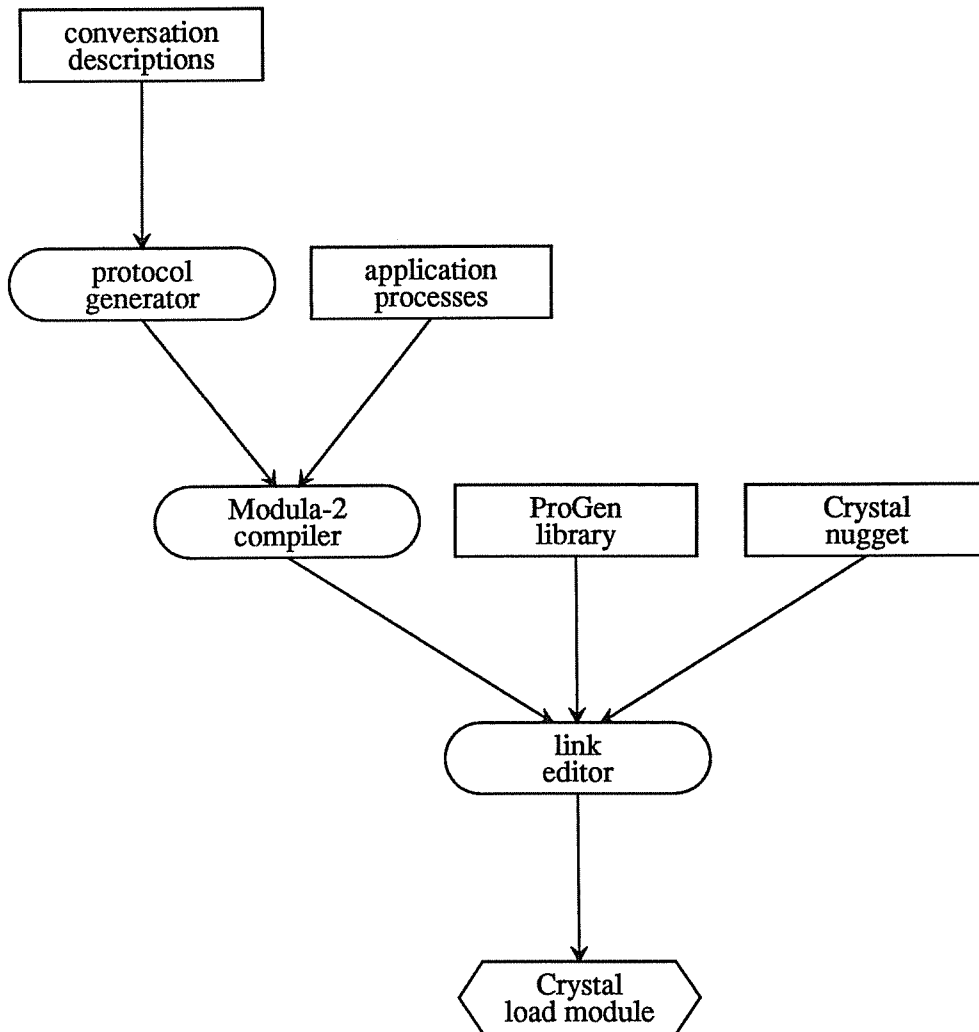 conversation
descriptions
protocol
generator
application
processes
Modula-2
compiler
ProGen
library
Crystal
nugget
link
editor
Crystal
load module